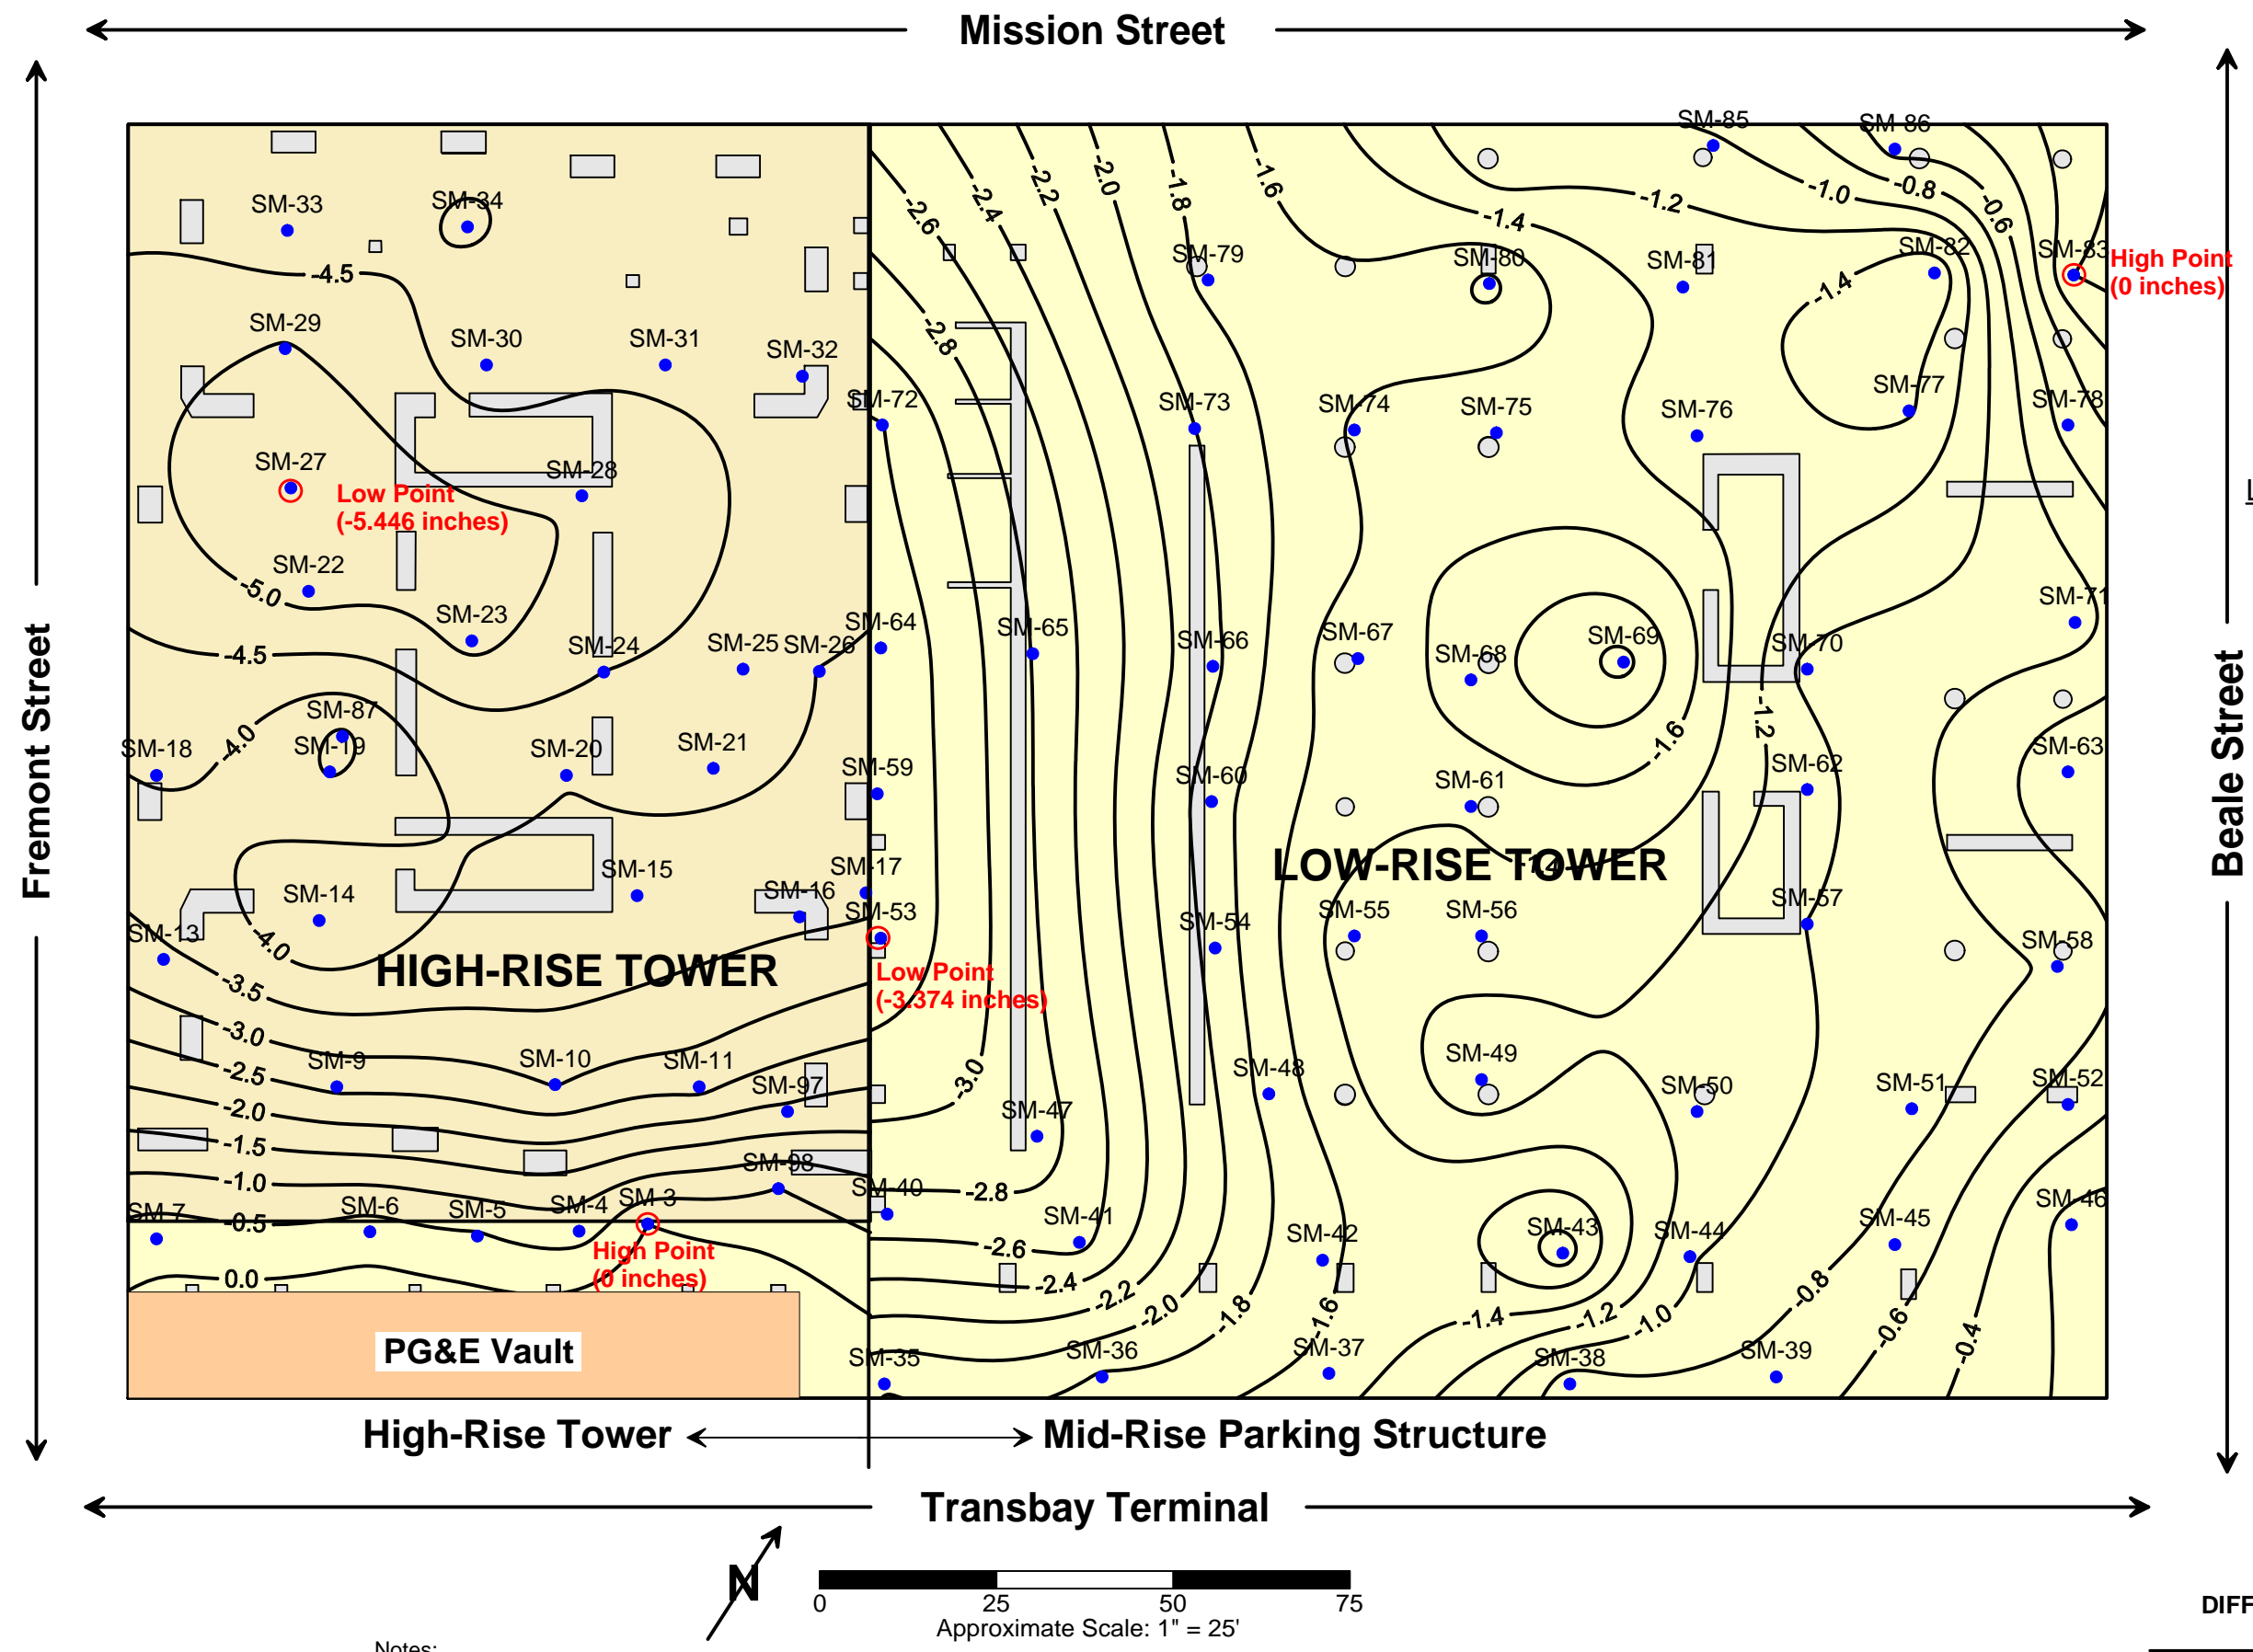 Mission Street
SM-85
SM-86
SM-33
SM-34
-4.5
-2.6
-2.4
-2.2
-2.0
-1.8
-1.6
-1.4
-1.2
-1.0
-0.8
-0.6
SM-79
SM-80
SM-81
SM-82
SM-83
High Point
(0 inches)
-1.4
SM-29
SM-30
SM-31
SM-32
-2.8
SM-72
SM-73
SM-74
SM-75
SM-76
SM-77
SM-78
SM-27
SM-28
Low Point
(-5.446 inches)
L
SM-22
-5.0
SM-23
SM-24
SM-25
SM-26
SM-64
SM-65
SM-66
SM-67
SM-68
SM-69
SM-70
SM-71
-4.5
Fremont Street
Beale Street
SM-87
-4.0
SM-18
SM-19
SM-20
SM-21
SM-59
SM-60
SM-61
SM-62
SM-63
-1.6
-1.2
SM-14
SM-15
SM-16
SM-17
-1.4
LOW-RISE TOWER
SM-13
-4.0
SM-53
SM-54
SM-55
SM-56
SM-57
SM-58
HIGH-RISE TOWER
Low Point
(-3.374 inches)
-3.5
-3.0
-2.5
-2.0
-1.5
-1.0
-0.5
0.0
SM-9
SM-10
SM-11
SM-97
-3.0
SM-47
SM-48
SM-49
SM-50
SM-51
SM-52
SM-98
SM-7
SM-6
SM-5
SM-4
SM-3
High Point
(0 inches)
SM-40
-2.8
SM-41
-2.6
-2.4
-2.2
-2.0
-1.8
-1.6
SM-42
SM-43
SM-44
SM-45
SM-46
-1.4
-1.2
-1.0
-0.8
-0.6
-0.4
PG&E Vault
SM-35
SM-36
SM-37
SM-38
SM-39
High-Rise Tower
Mid-Rise Parking Structure
Transbay Terminal
N
0 25 50 75
Approximate Scale: 1" = 25'
DIFF
Notes: